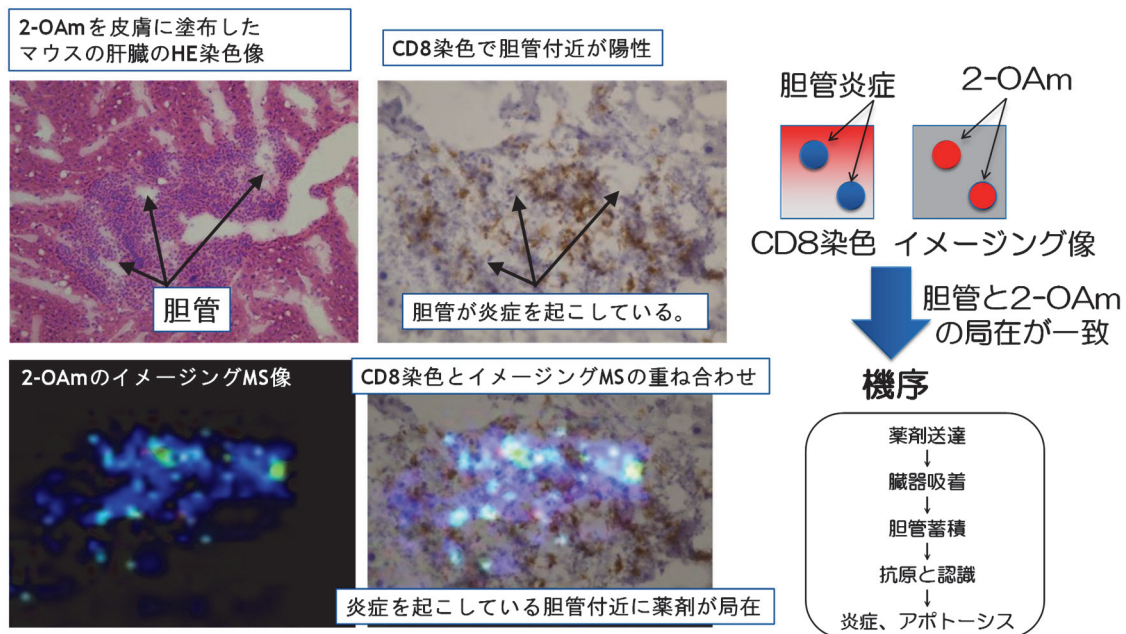 2-OAmを皮膚に塗布した
マウスの肝臓のHE染色像
胆管
CD8染色で胆管付近が陽性
胆管が炎症を起こしている。
2-OAmのイメージングMS像
CD8染色とイメージングMSの重ね合わせ
炎症を起こしている胆管付近に薬剤が局在
胆管炎症
2-OAm
CD8染色
イメージング像
胆管と2-OAm
の局在が一致
機序
薬剤送達
↓
臓器吸着
↓
胆管蓄積
↓
抗原と認識
↓
炎症、アポトーシス